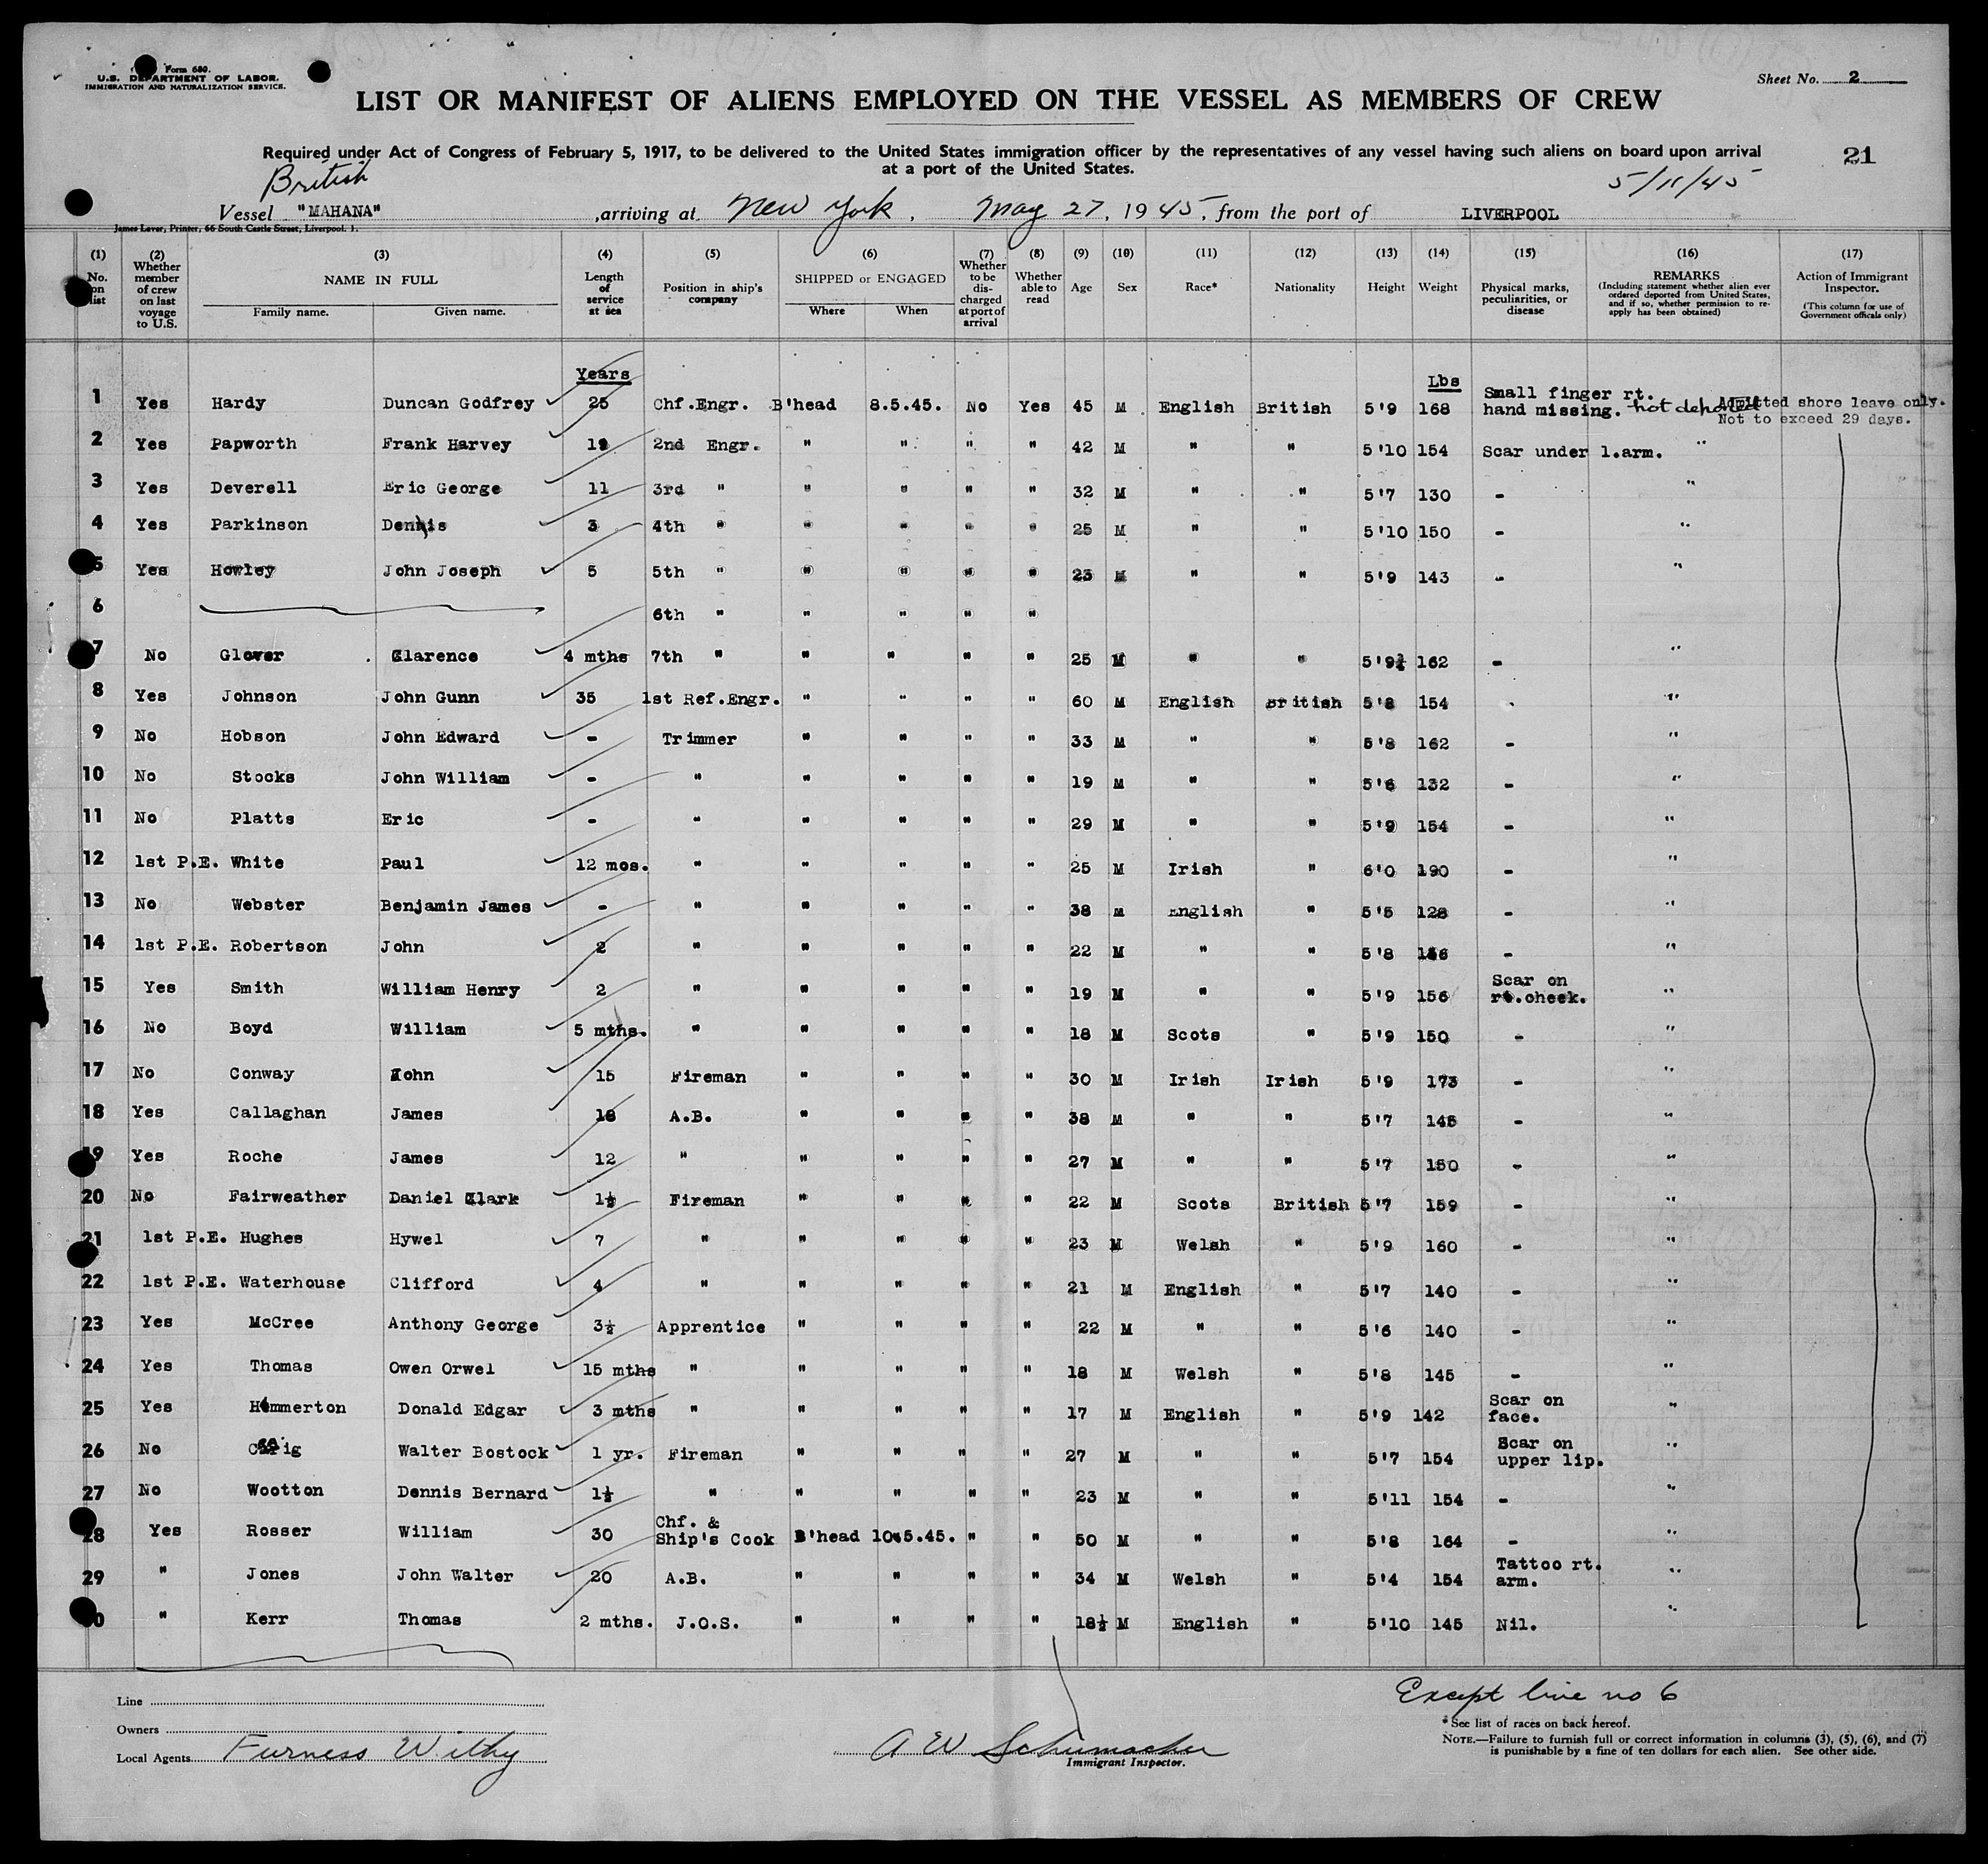 Form 680.
U.S. DEPARTMENT OF LABOR.
IMMIGRATION AND NATURALIZATION SERVICE.
Sheet No. 2
LIST OR MANIFEST OF ALIENS EMPLOYED ON THE VESSEL AS MEMBERS OF CREW
Required under Act of Congress of February 5, 1917, to be delivered to the United States immigration officer by the representatives of any vessel having such aliens on board upon arrival
at a port of the United States.
21
British
5/11/45
Vessel "MAHANA" , arriving at New York, May 27, 1945, from the port of LIVERPOOL
James Laver, Printer, 66 South Castle Street, Liverpool. 1.
(1) No. on list (2) Whether member of crew on last voyage to U.S. (3) NAME IN FULL Family name. Given name. (4) Length of service at sea (5) Position in ship's company (6) SHIPPED or ENGAGED Where When (7) Whether to be discharged at port of arrival (8) Whether able to read (9) Age (10) Sex (11) Race* (12) Nationality (13) Height (14) Weight (15) Physical marks, peculiarities, or disease (16) REMARKS (Including statement whether alien ever ordered deported from United States, and if so, whether permission to re-apply has been obtained) (17) Action of Immigrant Inspector. (This column for use of Government officals only)
Years Lbs
1 Yes Hardy Duncan Godfrey 25 Chf.Engr. B'head 8.5.45. No Yes 45 M English British 5'9 168 Small finger rt. hand missing. not deported Admitted shore leave only. Not to exceed 29 days.
2 Yes Papworth Frank Harvey 19 2nd Engr. " " " " 42 M " " 5'10 154 Scar under l.arm. "
3 Yes Deverell Eric George 11 3rd " " " " " 32 M " " 5'7 130 - "
4 Yes Parkinson Dennis 3 4th " " " " " 25 M " " 5'10 150 - "
5 Yes Howley John Joseph 5 5th " " " " " 23 M " " 5'9 143 - "
6 6th " " " " "
7 No Glover Clarence 4 mths 7th " " " " " 25 M " " 5'9¾ 162 - "
8 Yes Johnson John Gunn 35 1st Ref.Engr. " " " " 60 M English British 5'8 154 - "
9 No Hobson John Edward - Trimmer " " " " 33 M " " 5'8 162 - "
10 No Stocks John William - " " " " " 19 M " " 5'6 132 - "
11 No Platts Eric - " " " " " 29 M " " 5'9 154 - "
12 1st P.E. White Paul 12 mos. " " " " " 25 M Irish " 6'0 190 - "
13 No Webster Benjamin James - " " " " " 38 M English " 5'5 128 - "
14 1st P.E. Robertson John 2 " " " " " 22 M " " 5'8 - "
15 Yes Smith William Henry 2 " " " " " 19 M " " 5'9 156 Scar on rt.cheek. "
16 No Boyd William 5 mths. " " " " " 18 M Scots " 5'9 150 - "
17 No Conway John 15 Fireman " " " " 30 M Irish Irish 5'9 173 - "
18 Yes Callaghan James 18 A.B. " " " " 38 M " " 5'7 145 - "
19 Yes Roche James 12 " " " " " 27 M " " 5'7 150 - "
20 No Fairweather Daniel Clark 1½ Fireman " " " " 22 M Scots British 5'7 159 - "
21 1st P.E. Hughes Hywel 7 " " " " " 23 M Welsh " 5'9 160 - "
22 1st P.E. Waterhouse Clifford 4 " " " " " 21 M English " 5'7 140 - "
23 Yes McCree Anthony George 3½ Apprentice " " " " 22 M " " 5'6 140 - "
24 Yes Thomas Owen Orwel 15 mths " " " " " 18 M Welsh " 5'8 145 - "
25 Yes Hammerton Donald Edgar 3 mths " " " " " 17 M English " 5'9 142 Scar on face. "
26 No Walter Bostock 1 yr. Fireman " " " " 27 M " " 5'7 154 Scar on upper lip. "
27 No Wootton Dennis Bernard 1½ " " " " " 23 M " " 5'11 154 - "
28 Yes Rosser William 30 Chf. & Ship's Cook B'head 10.5.45. " " 50 M " " 5'8 164 - "
29 " Jones John Walter 20 A.B. " " " " 34 M Welsh " 5'4 154 Tattoo rt. arm. "
30 " Kerr Thomas 2 mths. J.O.S. " " " " 18½ M English " 5'10 145 Nil. "
Line
Owners
Local Agents Furness Withy
A W Schumacher
Immigrant Inspector.
Except line no 6
*See list of races on back hereof.
NOTE.—Failure to furnish full or correct information in columns (3), (5), (6), and (7)
is punishable by a fine of ten dollars for each alien. See other side.